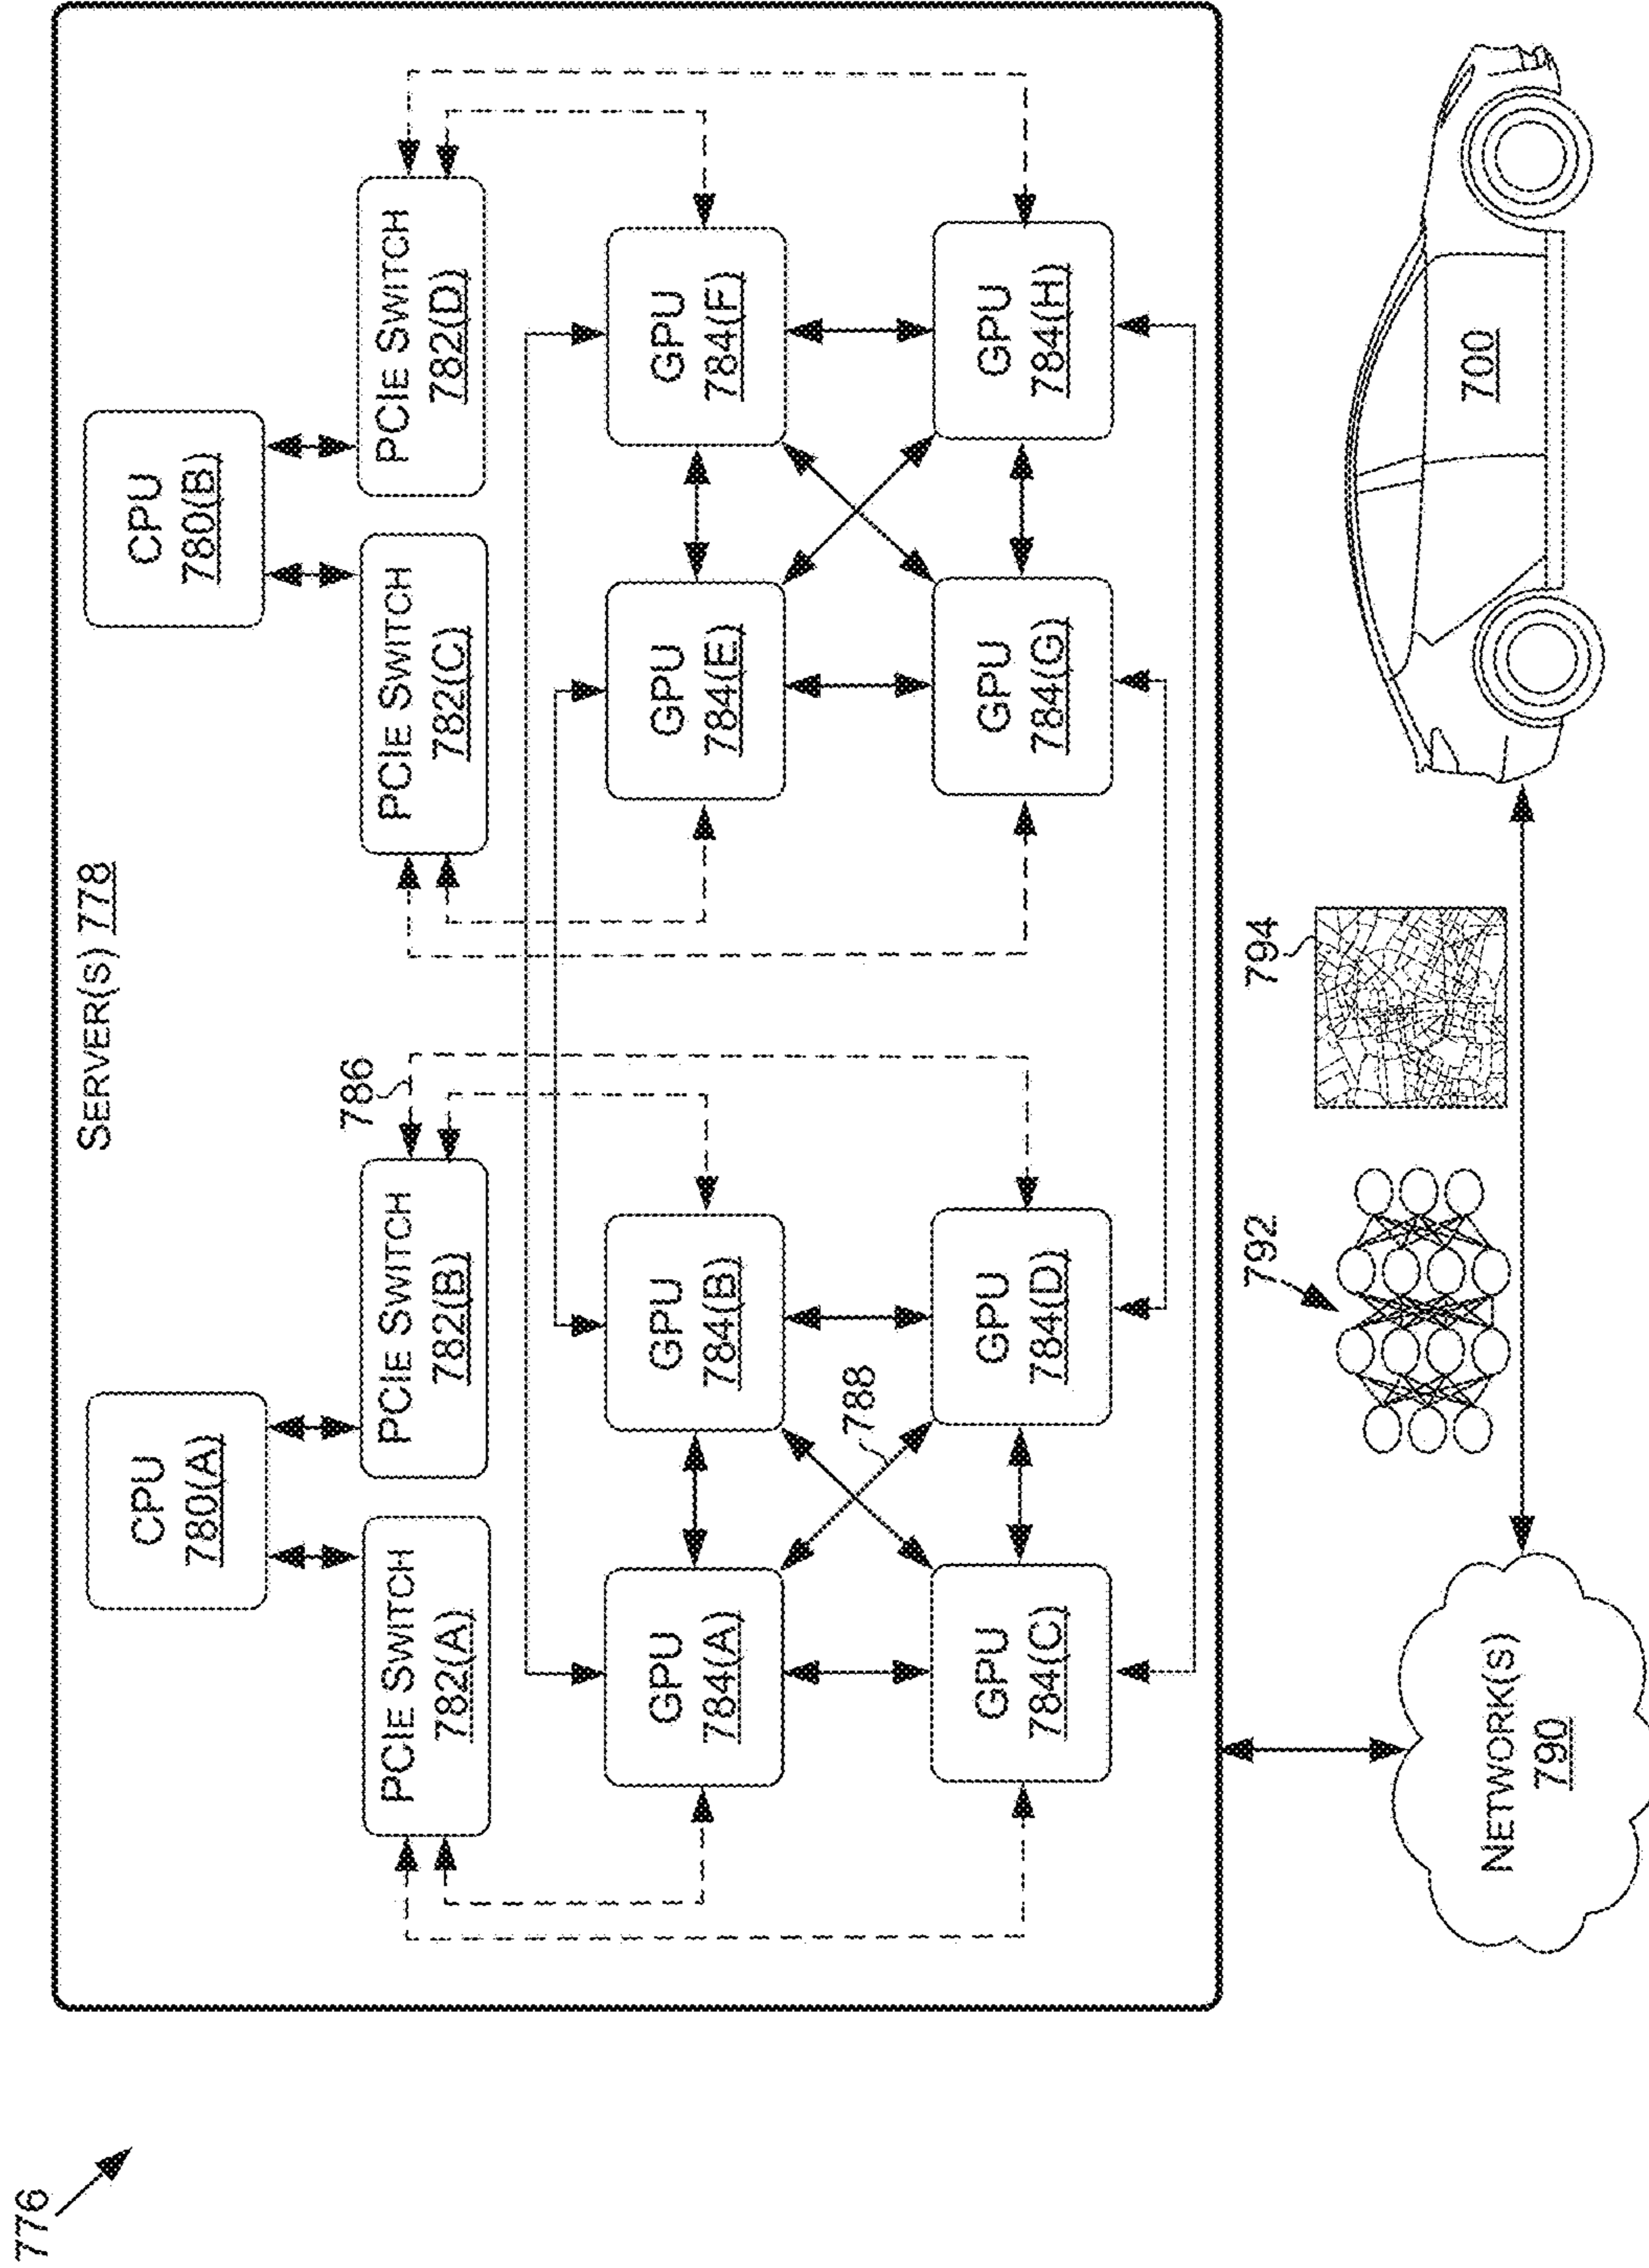 776
SERVER(S) 778
CPU
780(A)
CPU
780(B)
PCIE SWITCH
782(A)
PCIE SWITCH
782(B)
786
PCIE SWITCH
782(C)
PCIE SWITCH
782(D)
GPU
784(A)
GPU
784(B)
GPU
784(E)
GPU
784(F)
788
GPU
784(C)
GPU
784(D)
GPU
784(G)
GPU
784(H)
792
794
NETWORK(S)
790
700